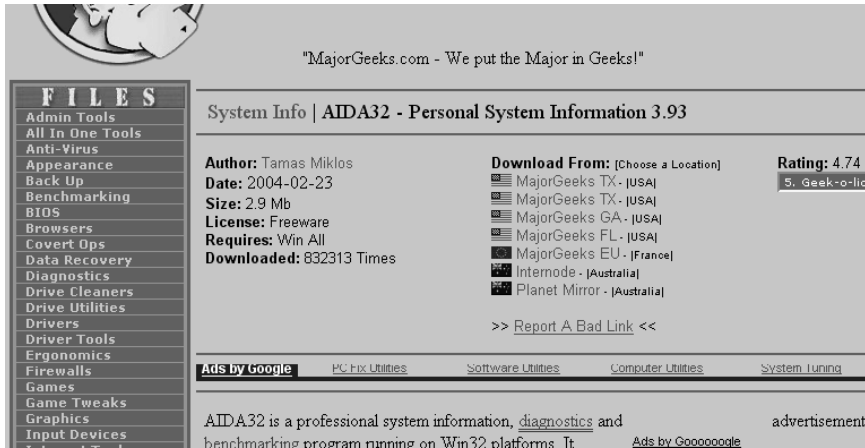 "MajorGeeks.com - We put the Major in Geeks!"
FILES
Admin Tools
All In One Tools
Anti-Virus
Appearance
Back Up
Benchmarking
BIOS
Browsers
Covert Ops
Data Recovery
Diagnostics
Drive Cleaners
Drive Utilities
Drivers
Driver Tools
Ergonomics
Firewalls
Games
Game Tweaks
Graphics
Input Devices
System Info | AIDA32 - Personal System Information 3.93
Author: Tamas Miklos
Date: 2004-02-23
Size: 2.9 Mb
License: Freeware
Requires: Win All
Downloaded: 832313 Times
Download From: [Choose a Location]
MajorGeeks TX - |USA|
MajorGeeks TX - |USA|
MajorGeeks GA - |USA|
MajorGeeks FL - |USA|
MajorGeeks EU - |France|
Internode - |Australia|
Planet Mirror - |Australia|
>> Report A Bad Link <<
Rating: 4.74
5. Geek-o-lic
Ads by Google PC Fix Utilities Software Utilities Computer Utilities System Tuning
AIDA32 is a professional system information, diagnostics and
benchmarking program running on Win32 platforms. It
advertisement
Ads by Goooooogle